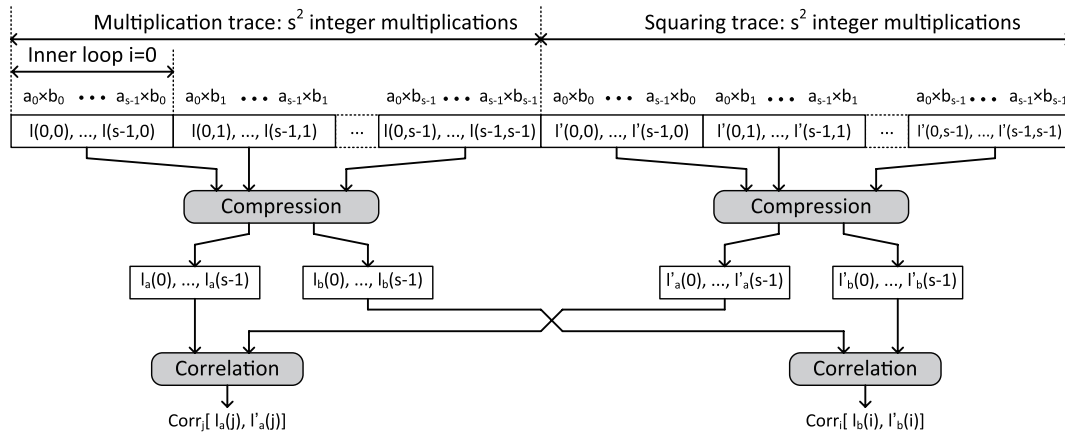 Multiplication trace: s² integer multiplications
Squaring trace: s² integer multiplications
Inner loop i=0
a₀×b₀ ••• aₛ₋₁×b₀ a₀×b₁ ••• aₛ₋₁×b₁ a₀×bₛ₋₁ ••• aₛ₋₁×bₛ₋₁ a₀×b₀ ••• aₛ₋₁×b₀ a₀×b₁ ••• aₛ₋₁×b₁ a₀×bₛ₋₁ ••• aₛ₋₁×bₛ₋₁
l(0,0), ..., l(s-1,0) l(0,1), ..., l(s-1,1) ... l(0,s-1), ..., l(s-1,s-1) l'(0,0), ..., l'(s-1,0) l'(0,1), ..., l'(s-1,1) ... l'(0,s-1), ..., l'(s-1,s-1)
Compression Compression
lₐ(0), ..., lₐ(s-1) l_b(0), ..., l_b(s-1) l'ₐ(0), ..., l'ₐ(s-1) l'_b(0), ..., l'_b(s-1)
Correlation Correlation
Corrⱼ[ lₐ(j), l'ₐ(j)] Corrᵢ[ l_b(i), l'_b(i)]